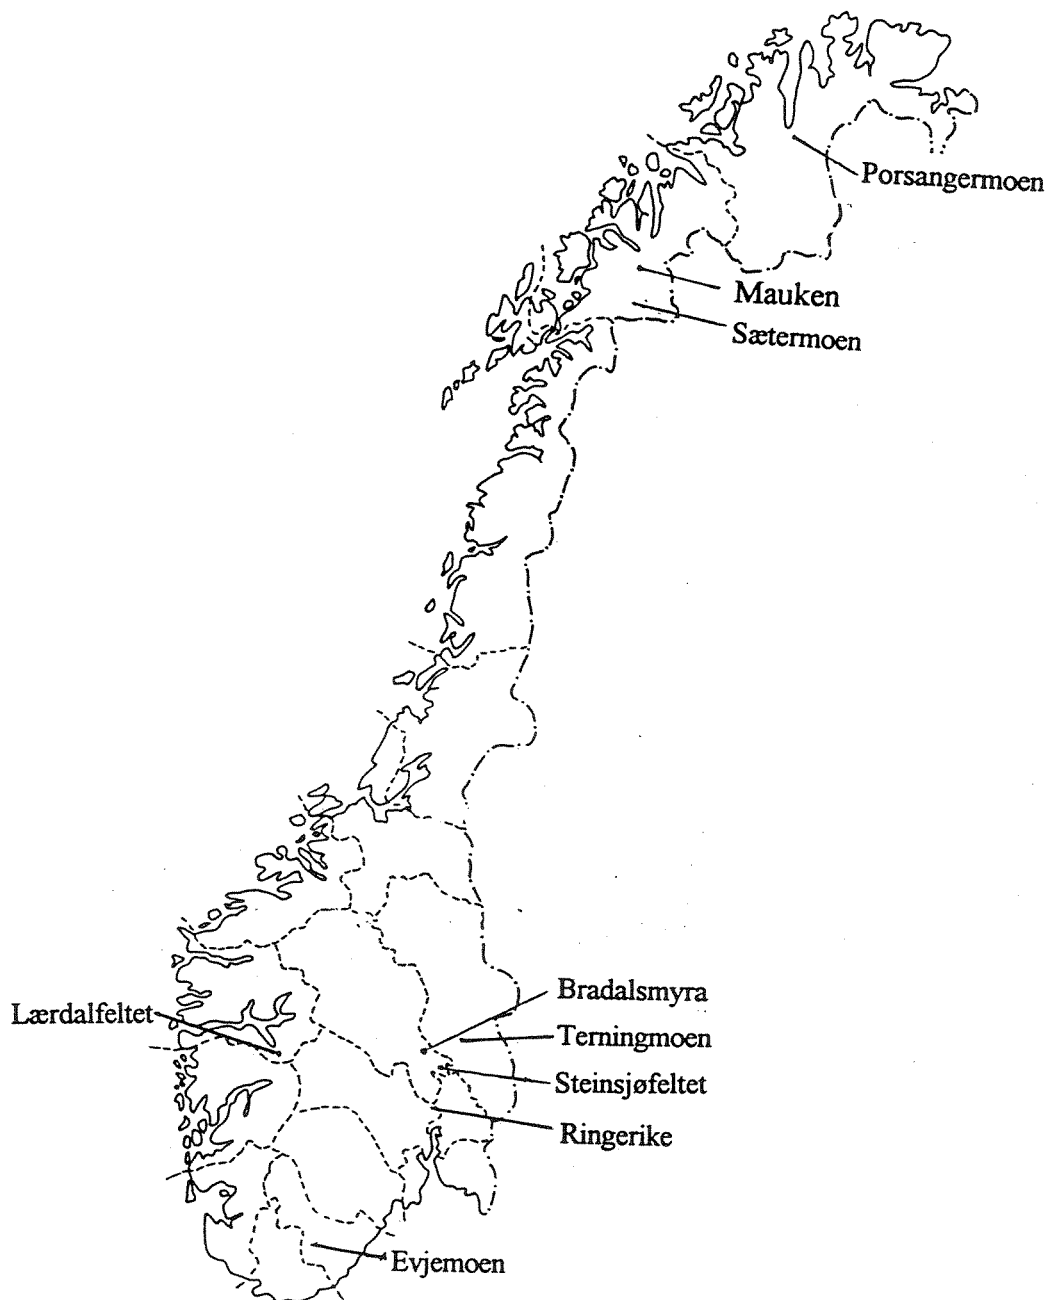 Porsangermoen
Mauken
Sætermoen
Bradalsmyra
Lærdalfeltet
Terningmoen
Steinsjøfeltet
Ringerike
Evjemoen